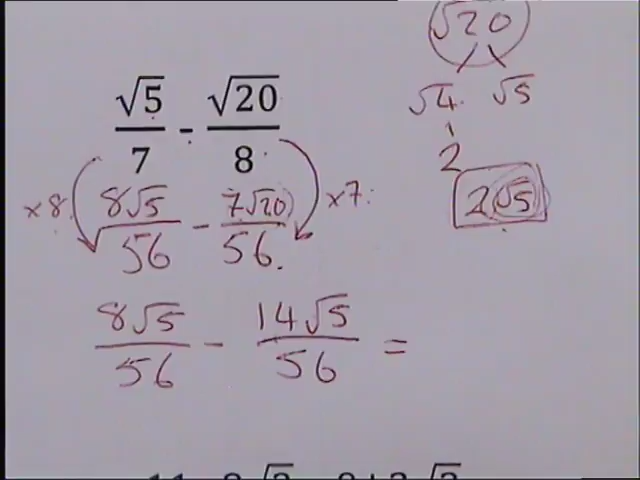 √5/7 - √20/8
×8 8√5/56 - 7√20/56 ×7
8√5/56 - 14√5/56 =
√20
√4 √5
2
2√5